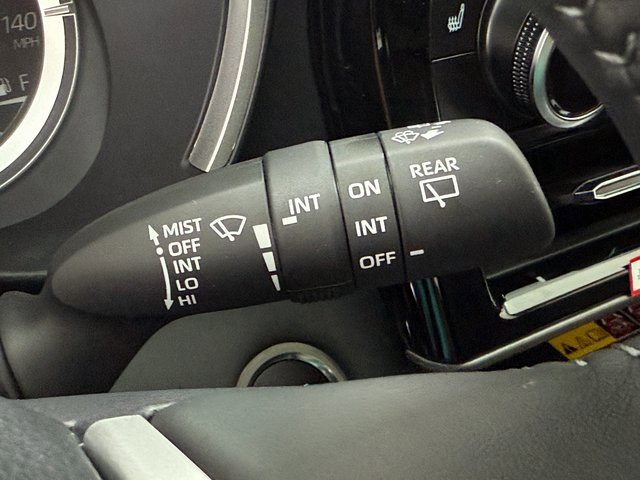 140
MPH
F
MIST
OFF
INT
LO
HI
INT
ON
INT
OFF
REAR